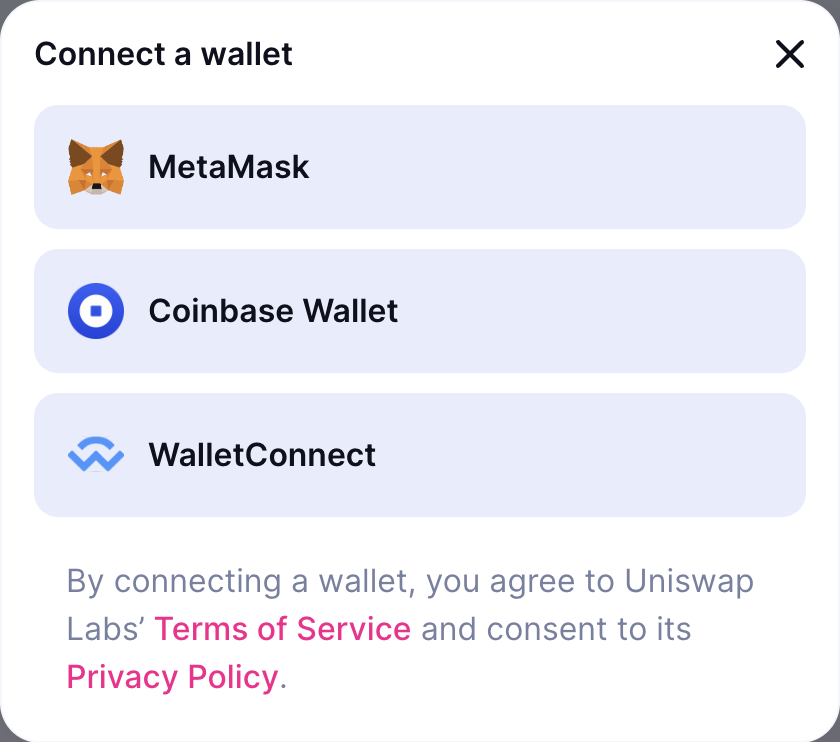 Connect a wallet
MetaMask
Coinbase Wallet
WalletConnect
By connecting a wallet, you agree to Uniswap
Labs’ Terms of Service and consent to its
Privacy Policy.